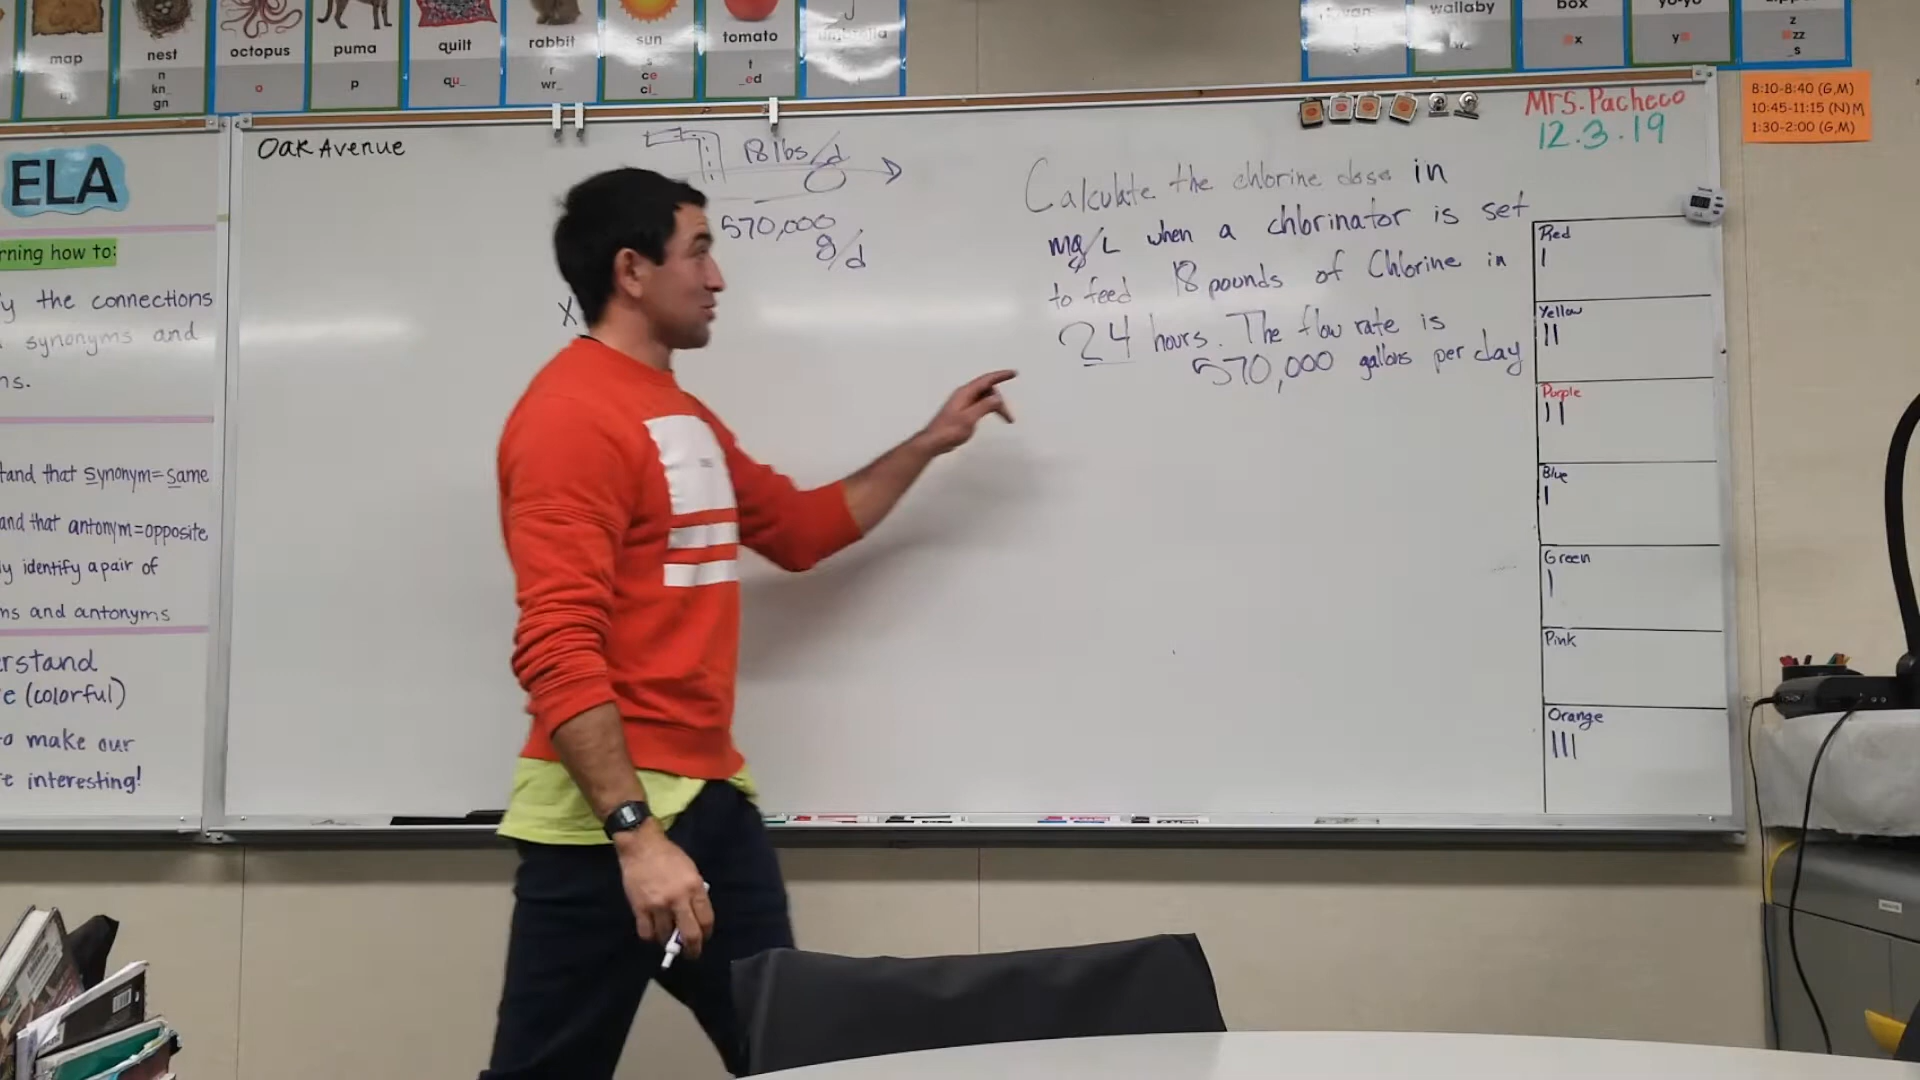 map
nest
n
kn_
gn
octopus
o
puma
p
quilt
qu_
rabbit
r
wr_
sun
s
ce
ci_
tomato
t
_ed
umbrella
wallaby
w_
box
x
yo-yo
y
z
zz
_s
8:10-8:40 (G,M)
10:45-11:15 (N)M
1:30-2:00 (G,M)
Mrs. Pacheco
12.3.19
Oak Avenue
18 lbs/d
570,000
g/d
X
Calculate the chlorine dose in
mg/L when a chlorinator is set
to feed 18 pounds of Chlorine in
24 hours. The flow rate is
570,000 gallons per day
Red
Yellow
Purple
Blue
Green
Pink
Orange
ELA
rning how to:
y the connections
synonyms and
ns.
tand that synonym=same
and that antonym=opposite
y identify a pair of
ms and antonyms
erstand
e (colorful)
o make our
re interesting!